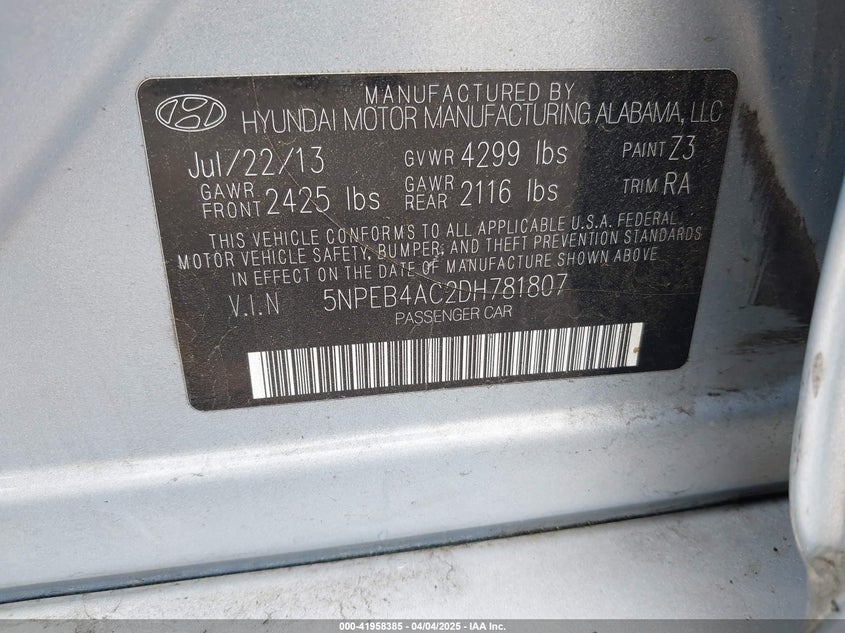 MANUFACTURED BY
HYUNDAI MOTOR MANUFACTURING ALABAMA, LLC
Jul/22/13 GVWR 4299 lbs PAINT Z3
GAWR FRONT 2425 lbs GAWR REAR 2116 lbs TRIM RA
THIS VEHICLE CONFORMS TO ALL APPLICABLE U.S.A. FEDERAL
MOTOR VEHICLE SAFETY, BUMPER, AND THEFT PREVENTION STANDARDS
IN EFFECT ON THE DATE OF MANUFACTURE SHOWN ABOVE
V.I.N 5NPEB4AC2DH781807
PASSENGER CAR
000-41958385 - 04/04/2025 - IAA Inc.